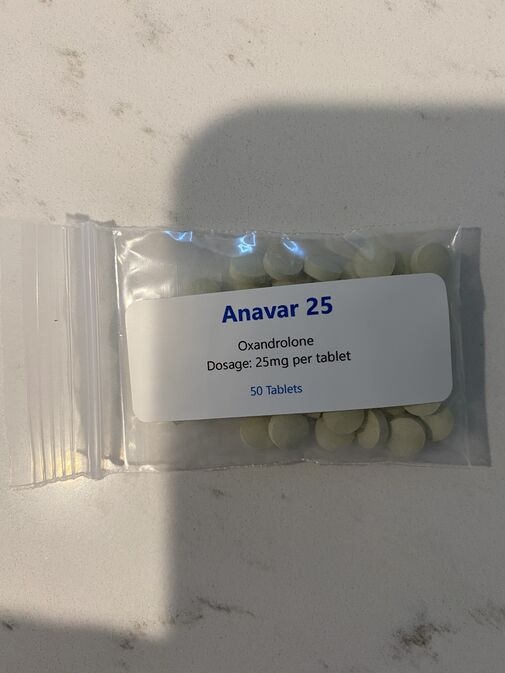 Anavar 25
Oxandrolone
Dosage: 25mg per tablet
50 Tablets